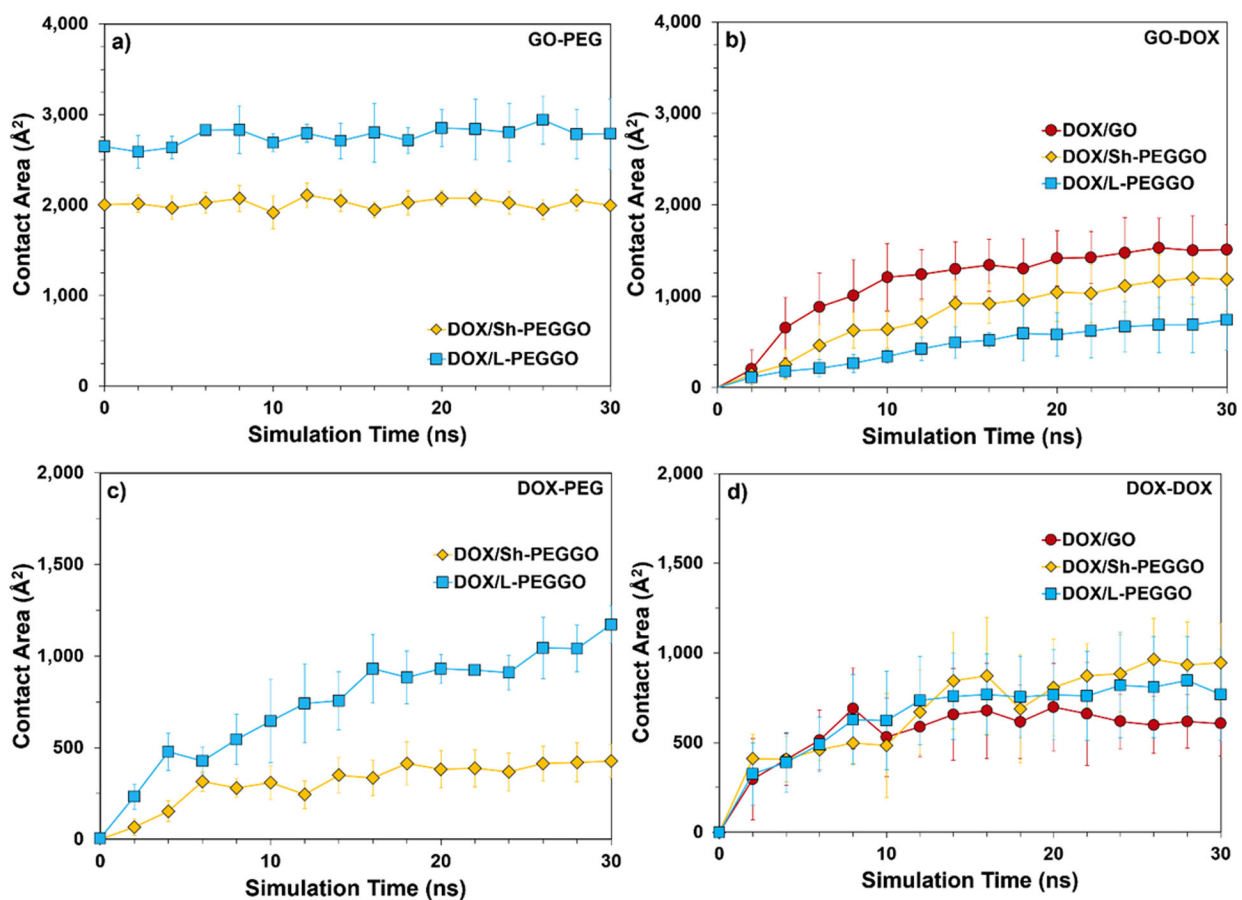 a)
GO-PEG
4,000
3,000
2,000
1,000
0
Contact Area (Å²)
DOX/Sh-PEGGO
DOX/L-PEGGO
0
10
20
30
Simulation Time (ns)
b)
GO-DOX
4,000
3,000
2,000
1,000
0
Contact Area (Å²)
DOX/GO
DOX/Sh-PEGGO
DOX/L-PEGGO
0
10
20
30
Simulation Time (ns)
c)
DOX-PEG
2,000
1,500
1,000
500
0
Contact Area (Å²)
DOX/Sh-PEGGO
DOX/L-PEGGO
0
10
20
30
Simulation Time (ns)
d)
DOX-DOX
2,000
1,500
1,000
500
0
Contact Area (Å²)
DOX/GO
DOX/Sh-PEGGO
DOX/L-PEGGO
0
10
20
30
Simulation Time (ns)